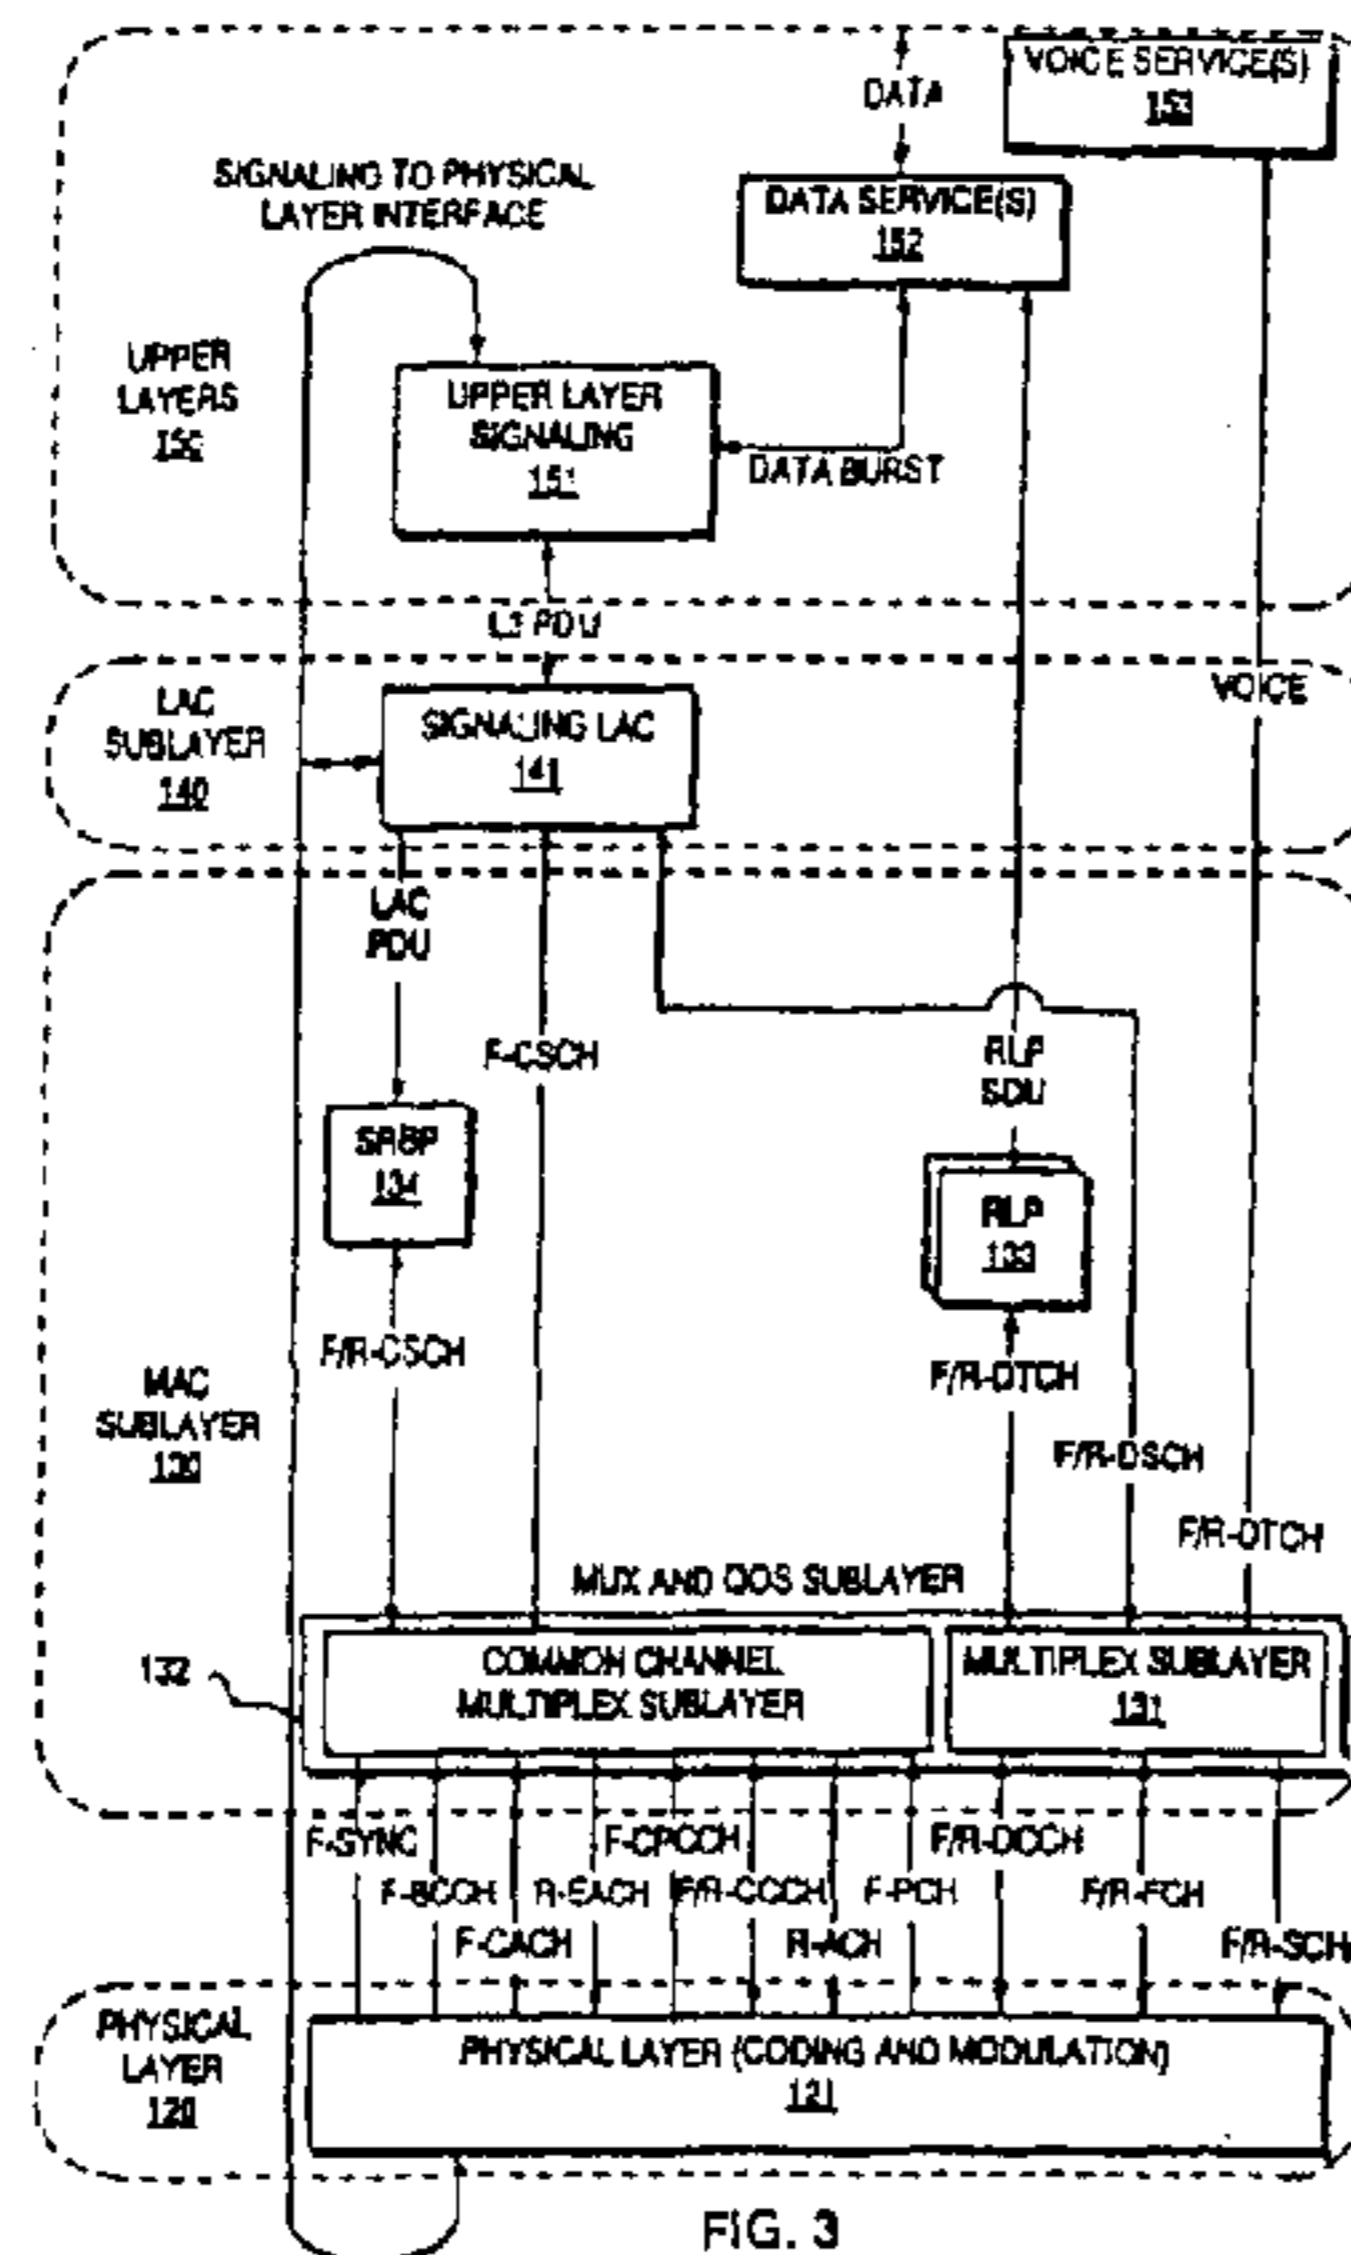 VOICE SERVICE(S)
153
DATA
SIGNALING TO PHYSICAL
LAYER INTERFACE
DATA SERVICE(S)
152
UPPER
LAYERS
150
UPPER LAYER
SIGNALING
151
DATA BURST
L3 PDU
LAC
SUBLAYER
140
SIGNALING LAC
141
VOICE
LAC
PDU
F-CSCH
RLP
SDU
SRBP
134
RLP
133
F/R-CSCH
F/R-DTCH
MAC
SUBLAYER
130
F/R-DSCH
F/R-DTCH
MUX AND QOS SUBLAYER
132
COMMON CHANNEL
MULTIPLEX SUBLAYER
MULTIPLEX SUBLAYER
131
F-SYNC
F-CPCCH
F/R-DCCH
F-BCCH
R-EACH
F/R-CCCH
F-PCH
F/R-FCH
F-CACH
R-ACH
F/R-SCH
PHYSICAL
LAYER
120
PHYSICAL LAYER (CODING AND MODULATION)
121
FIG. 3